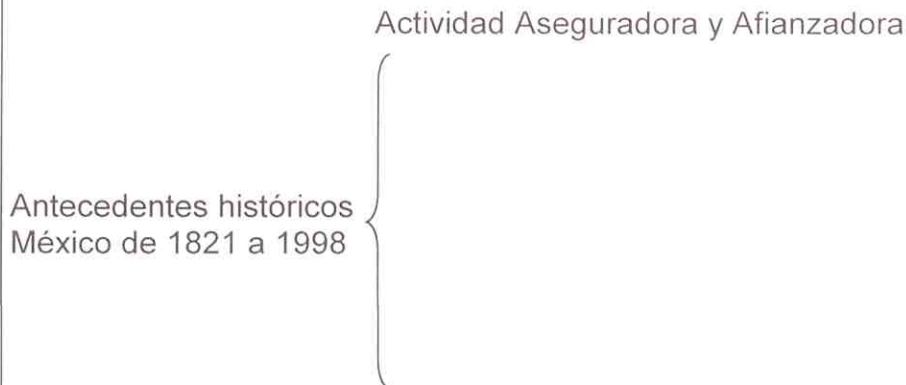 Actividad Aseguradora y Afianzadora
Antecedentes históricos
México de 1821 a 1998